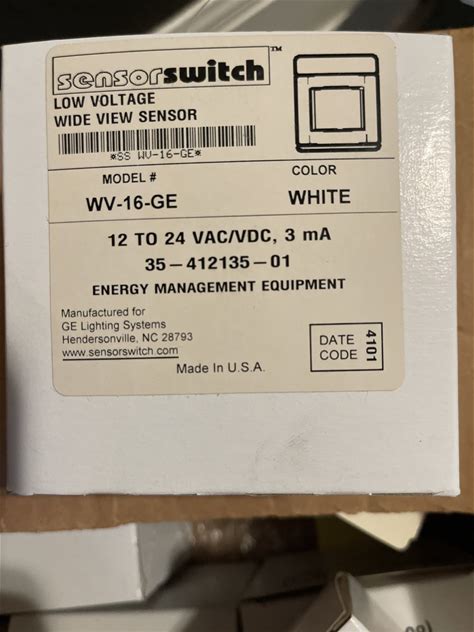 sensorswitch™
LOW VOLTAGE
WIDE VIEW SENSOR
*SS WV-16-GE*
MODEL #
COLOR
WV-16-GE
WHITE
12 TO 24 VAC/VDC, 3 mA
35-412135-01
ENERGY MANAGEMENT EQUIPMENT
Manufactured for
GE Lighting Systems
Hendersonville, NC 28793
www.sensorswitch.com
Made in U.S.A.
DATE
CODE
4101